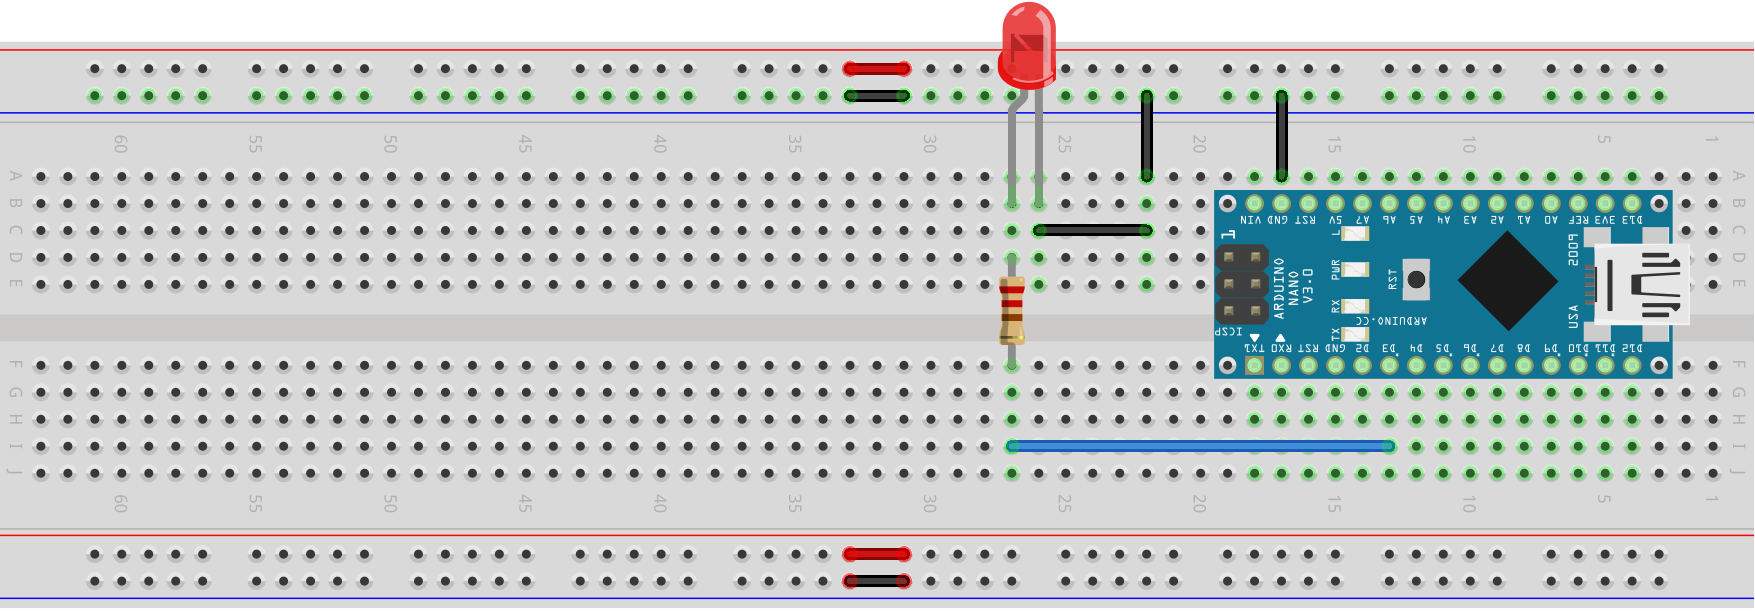 60 55 50 45 40 35 30 25 20 15 10 5 1
A A
B B
VIN GND RST 5V A7 A6 A5 A4 A3 A2 A1 A0 REF 3V3 D13
C C
1 L
D D
E E
PWR RST
ARDUINO
NANO
V3.0
RX
TX
ARDUINO.CC
USA
ICSP
TX1 RX0 RST GND D2 D3 D4 D5 D6 D7 D8 D9 D10 D11 D12
F F
G G
H H
I I
J J
60 55 50 45 40 35 30 25 20 15 10 5 1